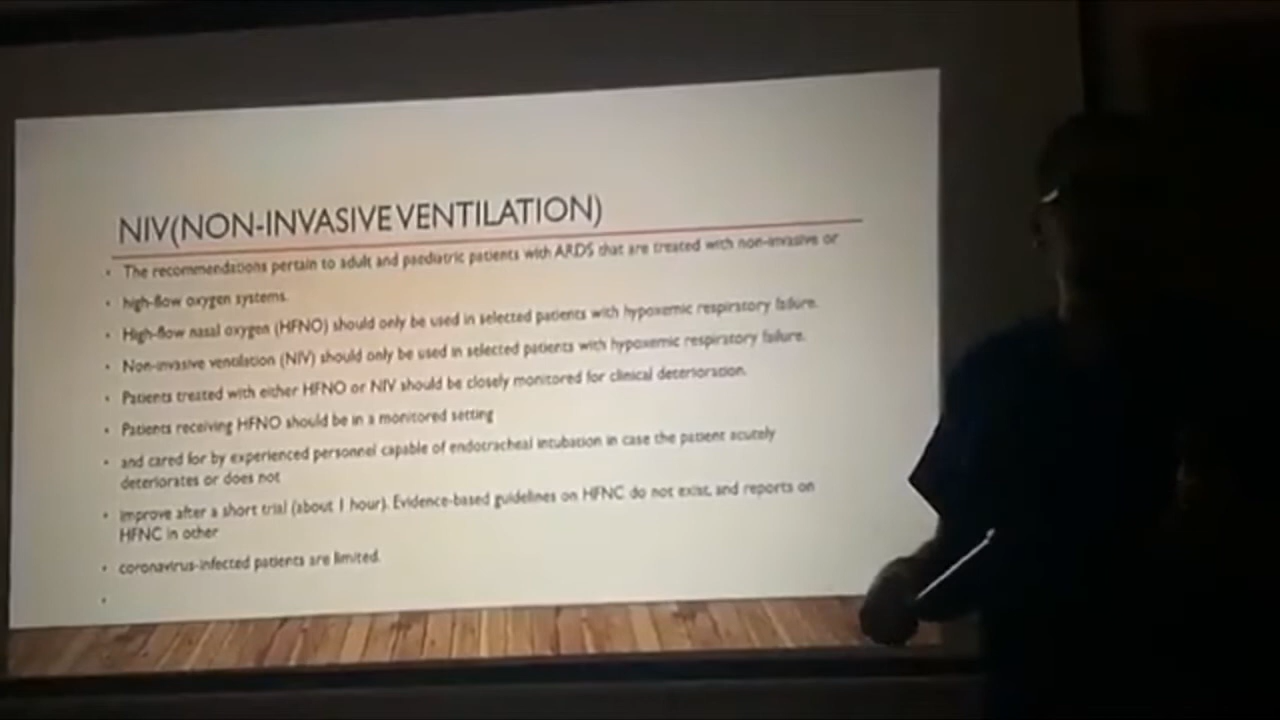 NIV(NON-INVASIVE VENTILATION)
• The recommendations pertain to adult and paediatric patients with ARDS that are treated with non-invasive or
• high-flow oxygen systems.
• High-flow nasal oxygen (HFNO) should only be used in selected patients with hypoxemic respiratory failure.
• Non-invasive ventilation (NIV) should only be used in selected patients with hypoxemic respiratory failure.
• Patients treated with either HFNO or NIV should be closely monitored for clinical deterioration.
• Patients receiving HFNO should be in a monitored setting
• and cared for by experienced personnel capable of endotracheal intubation in case the patient acutely
deteriorates or does not
• improve after a short trial (about 1 hour). Evidence-based guidelines on HFNC do not exist, and reports on
HFNC in other
• coronavirus-infected patients are limited.
•